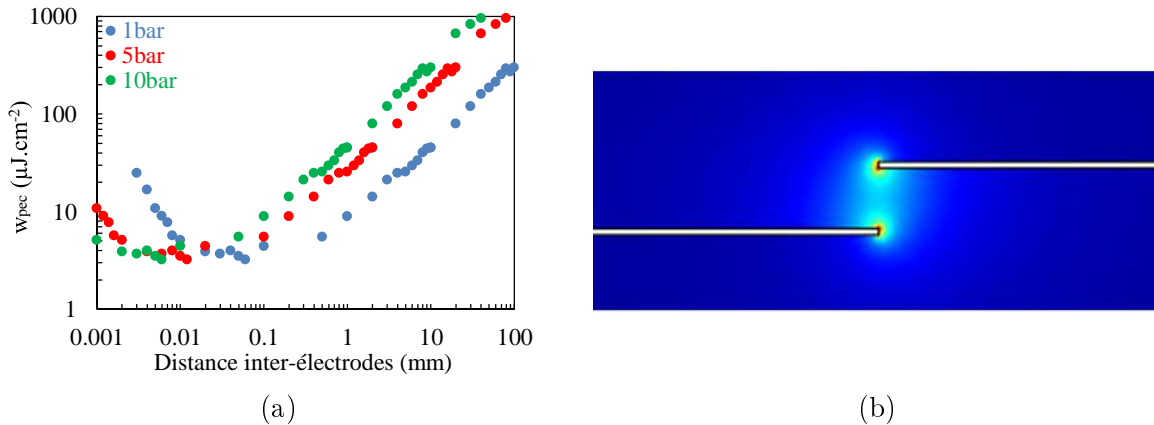 1bar
5bar
10bar
1000
100
10
1
w_pec (µJ.cm⁻²)
0.001 0.01 0.1 1 10 100
Distance inter-électrodes (mm)
(a) (b)